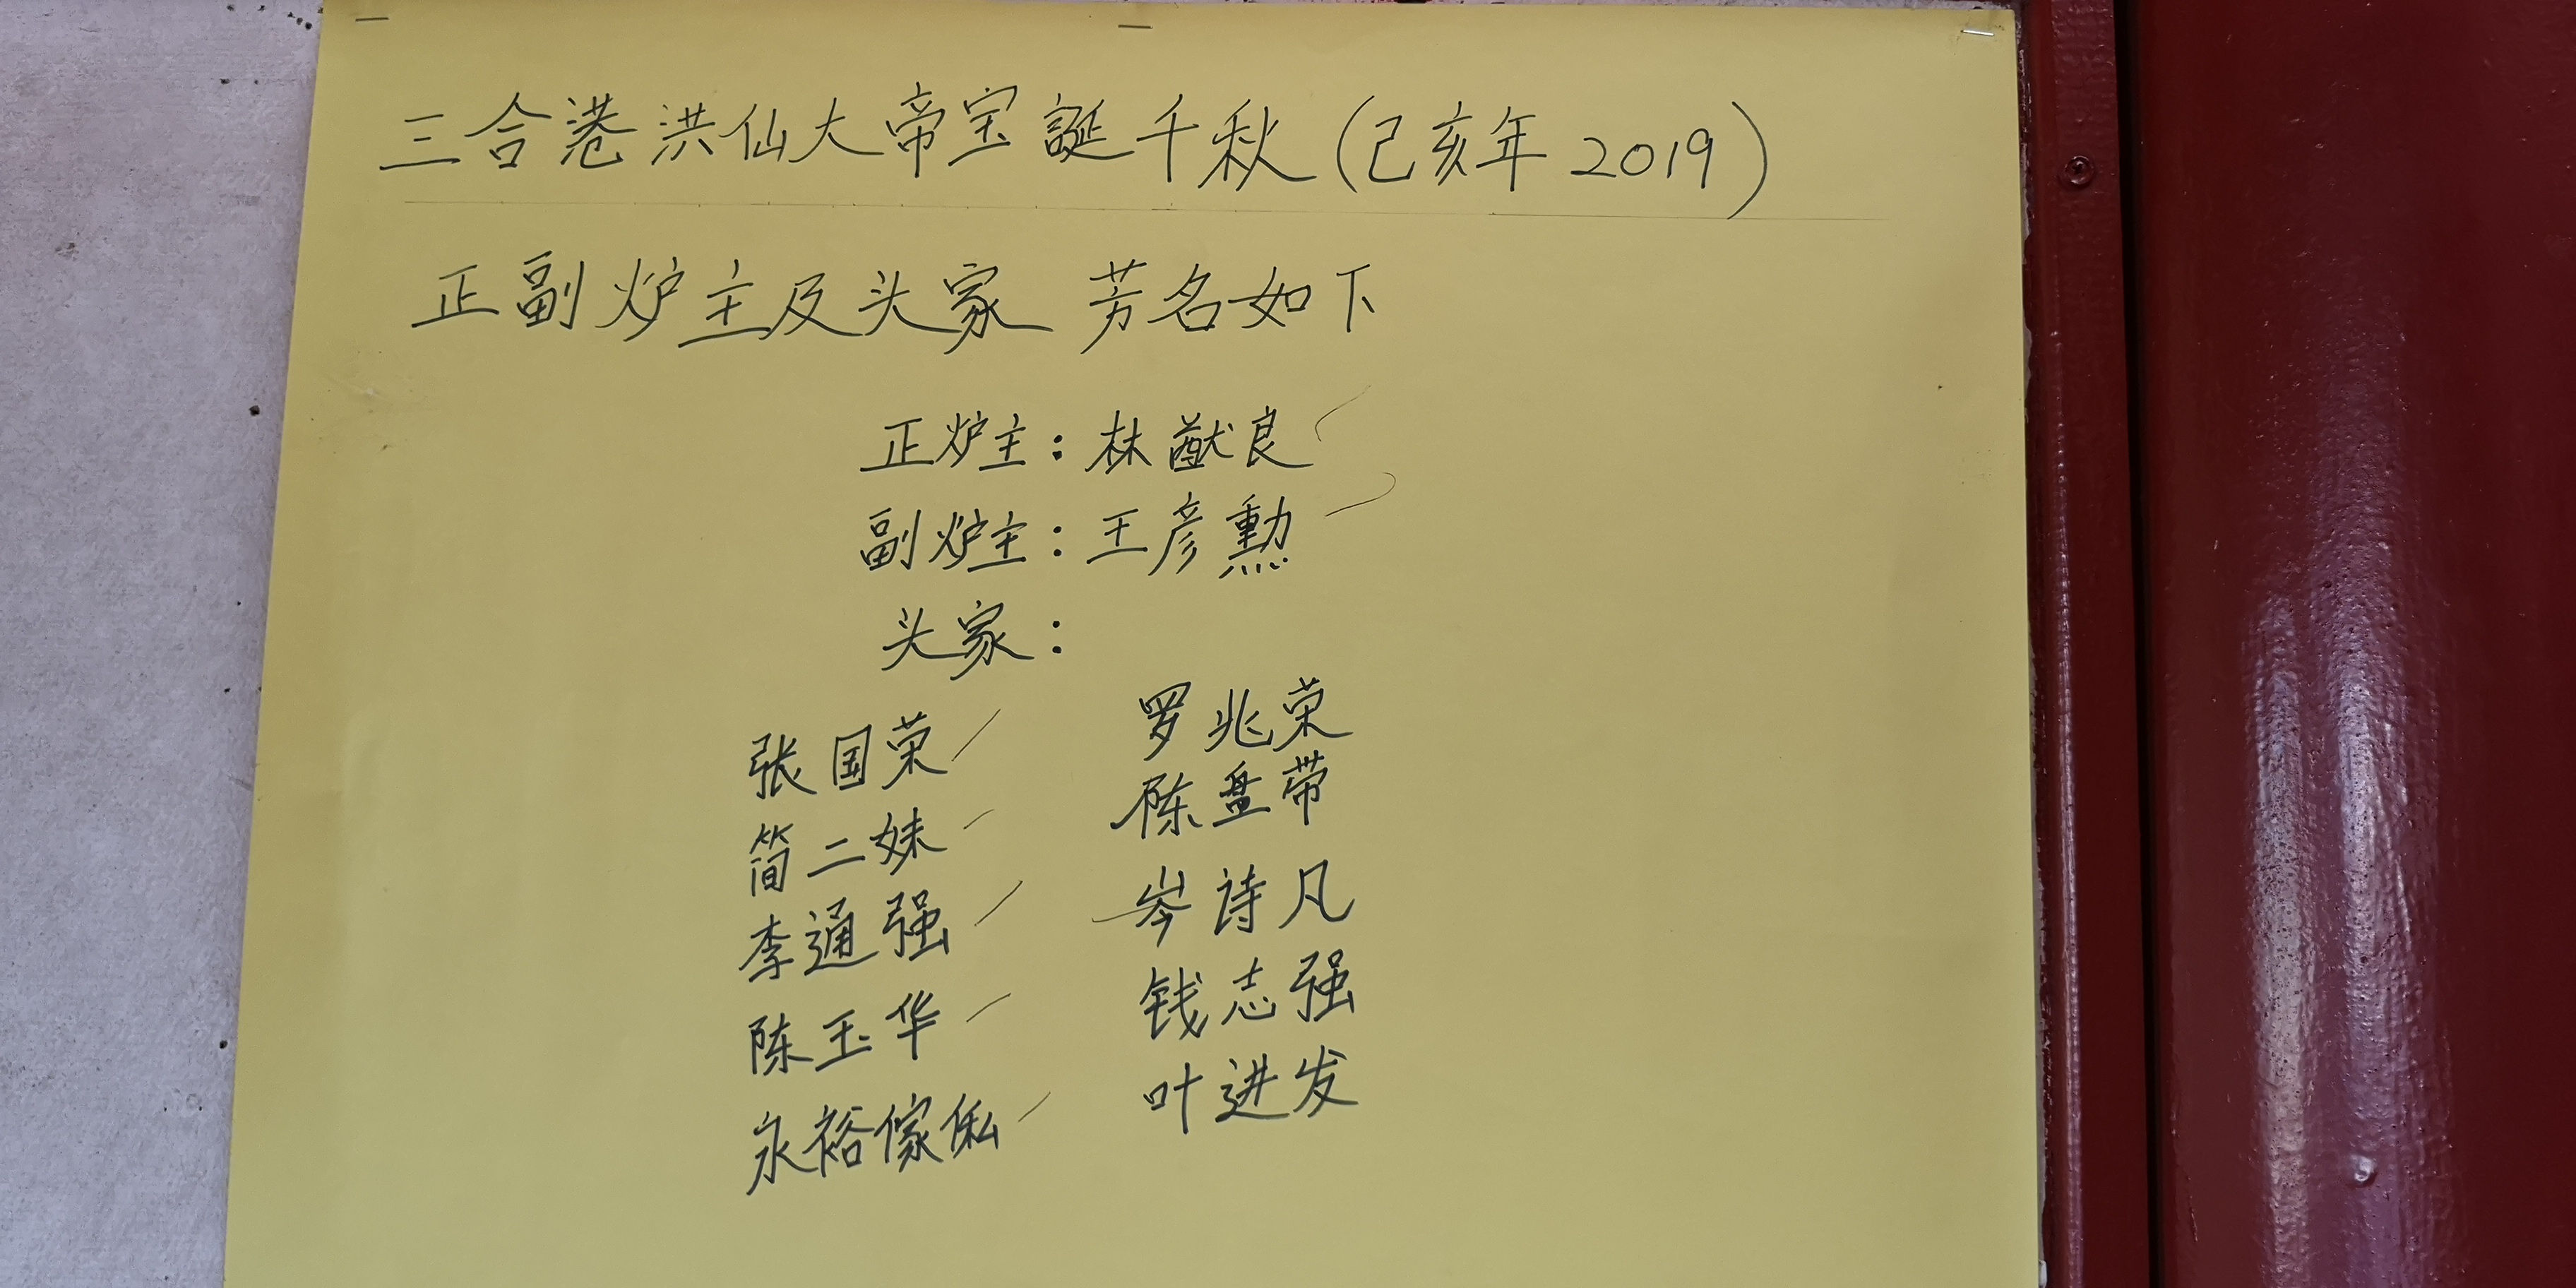 三合港洪仙大帝宝誕千秋(己亥年 2019)
正副炉主及头家 芳名如下
正炉主:林猷良
副炉主:王彦勳
头家:
张国荣 罗兆荣
简二妹 陈盘带
李通强 岑诗凡
陈玉华 钱志强
永裕傢俬 叶进发